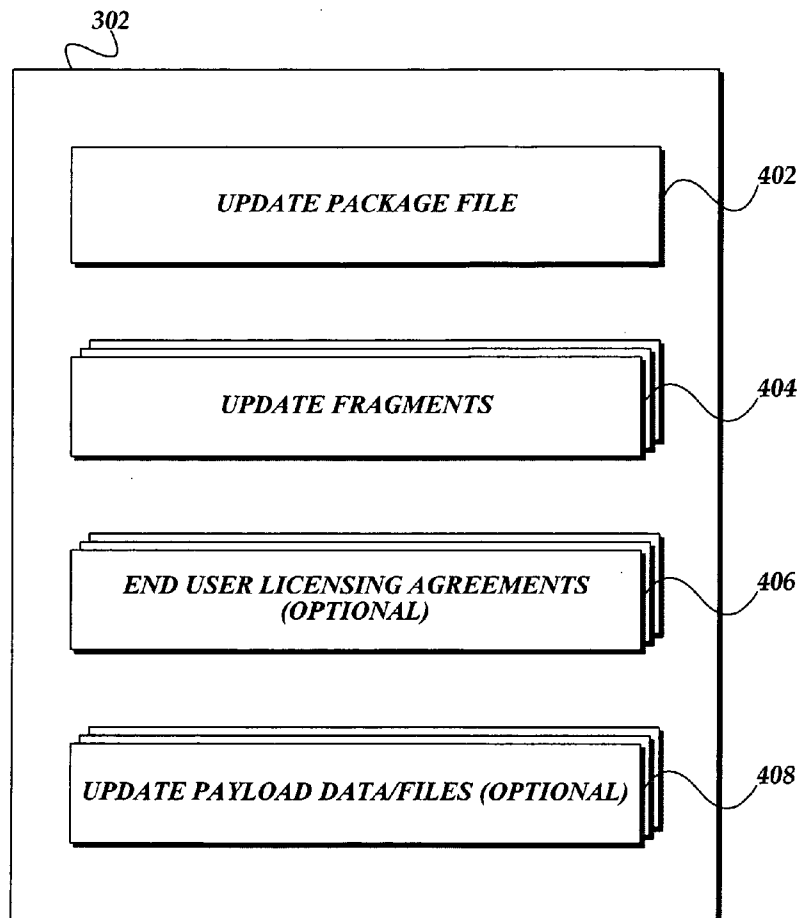 302
UPDATE PACKAGE FILE
402
UPDATE FRAGMENTS
404
END USER LICENSING AGREEMENTS
(OPTIONAL)
406
UPDATE PAYLOAD DATA/FILES (OPTIONAL)
408